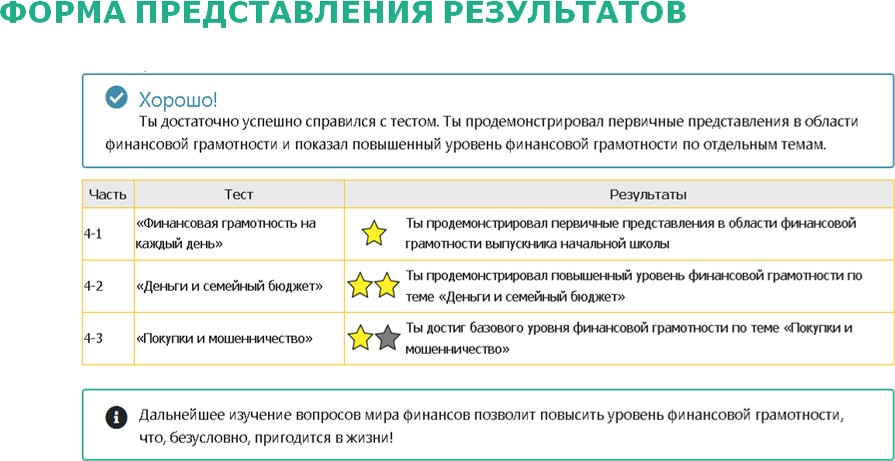 ФОРМА ПРЕДСТАВЛЕНИЯ РЕЗУЛЬТАТОВ
Хорошо!
Ты достаточно успешно справился с тестом. Ты продемонстрировал первичные представления в области
финансовой грамотности и показал повышенный уровень финансовой грамотности по отдельным темам.
Часть Тест Результаты
4-1 «Финансовая грамотность на каждый день» Ты продемонстрировал первичные представления в области финансовой
грамотности выпускника начальной школы
4-2 «Деньги и семейный бюджет» Ты продемонстрировал повышенный уровень финансовой грамотности по
теме «Деньги и семейный бюджет»
4-3 «Покупки и мошенничество» Ты достиг базового уровня финансовой грамотности по теме «Покупки и
мошенничество»
Дальнейшее изучение вопросов мира финансов позволит повысить уровень финансовой грамотности,
что, безусловно, пригодится в жизни!